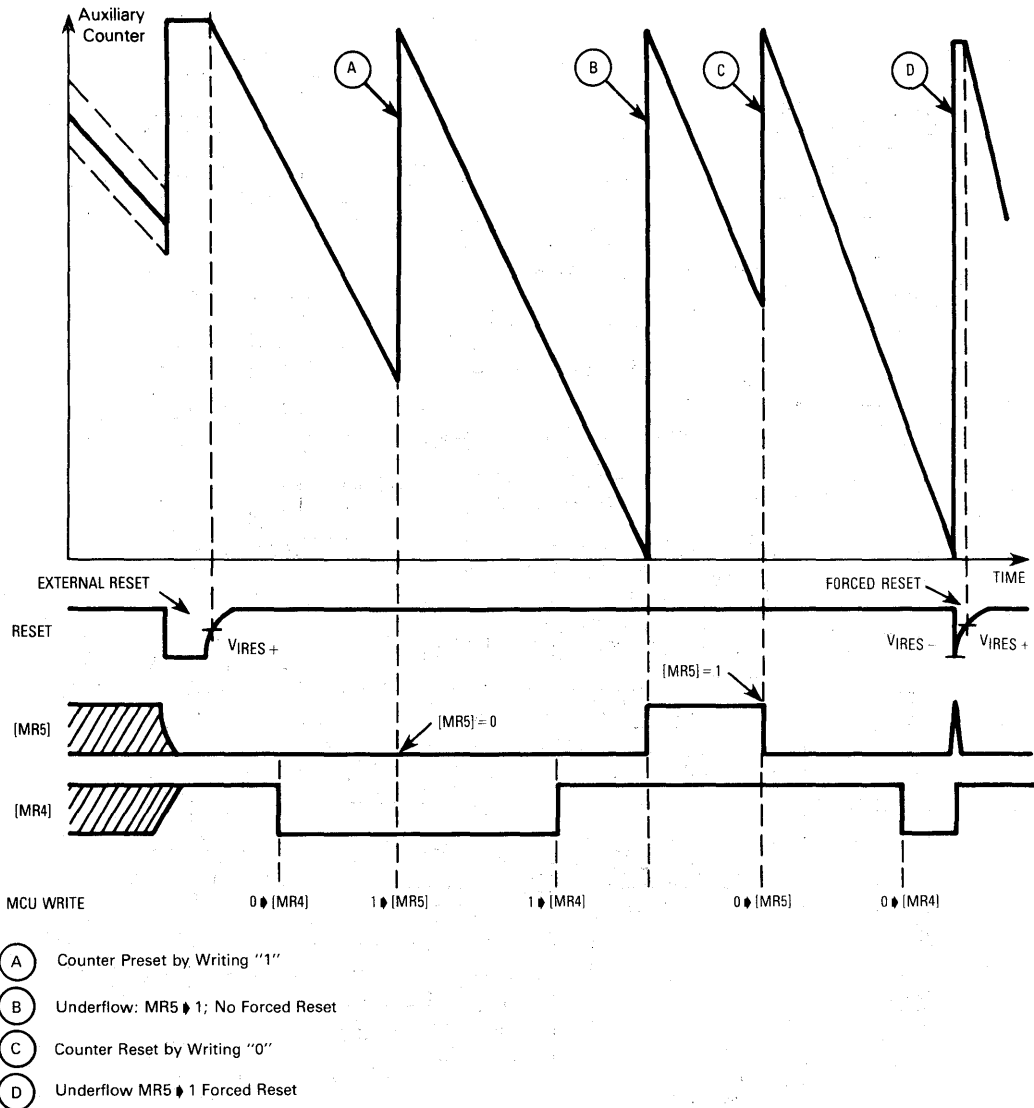 Auxiliary
Counter
A
B
C
D
TIME
EXTERNAL RESET
FORCED RESET
RESET
VIRES +
VIRES -
VIRES +
[MR5] = 1
[MR5]
[MR5] = 0
[MR4]
MCU WRITE
0 ➧ [MR4]
1 ➧ [MR5]
1 ➧ [MR4]
0 ➧ [MR5]
0 ➧ [MR4]
A Counter Preset by Writing "1"
B Underflow: MR5 ➧ 1; No Forced Reset
C Counter Reset by Writing "0"
D Underflow MR5 ➧ 1 Forced Reset